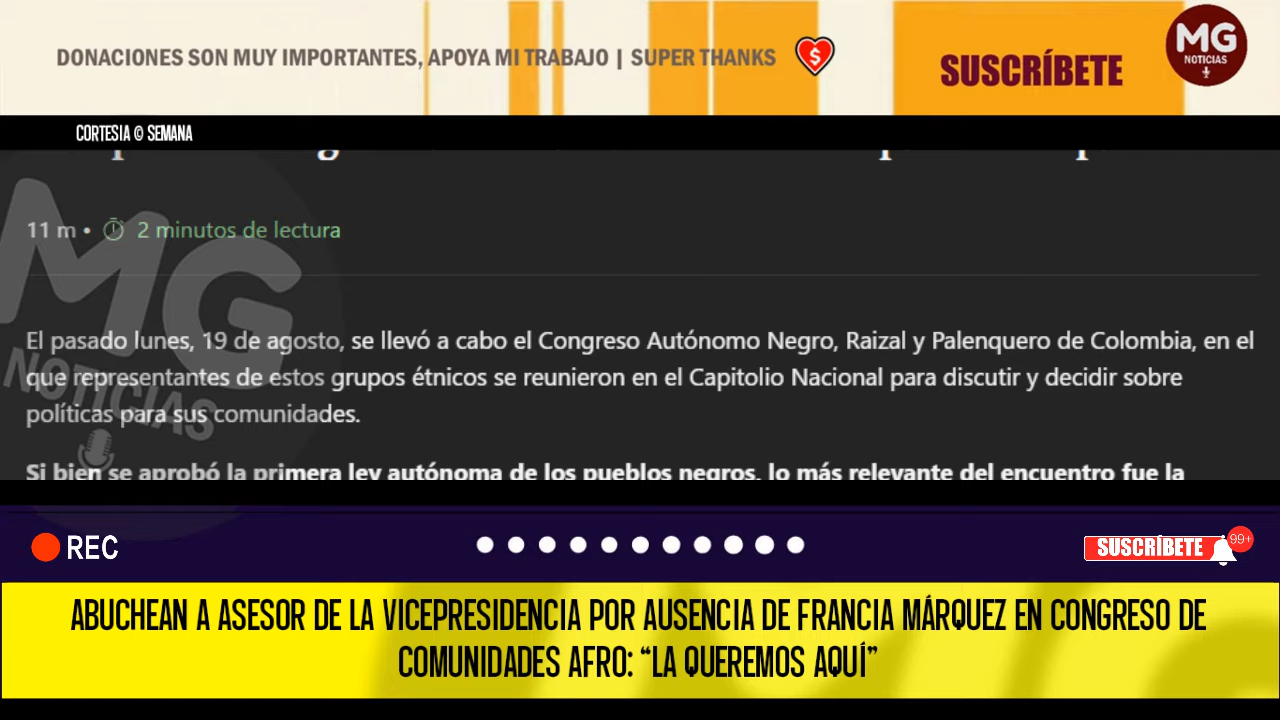 DONACIONES SON MUY IMPORTANTES, APOYA MI TRABAJO | SUPER THANKS
SUSCRÍBETE
MG
NOTICIAS
CORTESIA © SEMANA
11 m • 2 minutos de lectura
MG
NOTICIAS
El pasado lunes, 19 de agosto, se llevó a cabo el Congreso Autónomo Negro, Raizal y Palenquero de Colombia, en el
que representantes de estos grupos étnicos se reunieron en el Capitolio Nacional para discutir y decidir sobre
políticas para sus comunidades.
Si bien se aprobó la primera ley autónoma de los pueblos negros, lo más relevante del encuentro fue la
REC
SUSCRÍBETE
99+
ABUCHEAN A ASESOR DE LA VICEPRESIDENCIA POR AUSENCIA DE FRANCIA MÁRQUEZ EN CONGRESO DE
COMUNIDADES AFRO: “LA QUEREMOS AQUÍ”